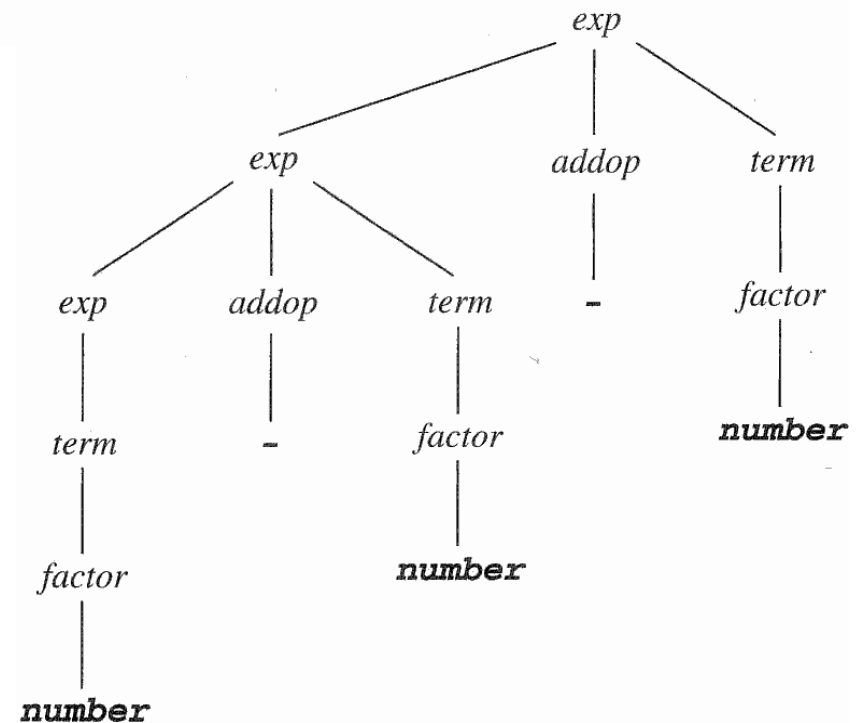 exp
exp addop term
exp addop term - factor
term - factor number
factor number
number